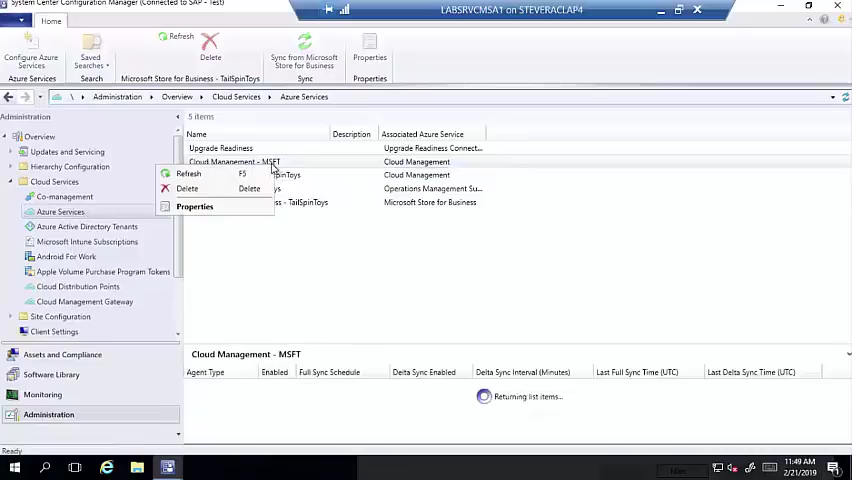 System Center Configuration Manager (Connected to SAP - Test)
LABSRVCMSA1 on STEVERACLAP4
Home
Configure Azure
Services
Saved
Searches
Refresh
Delete
Sync from Microsoft
Store for Business
Properties
Azure Services
Search
Microsoft Store for Business - TailSpinToys
Sync
Properties
\ Administration Overview Cloud Services Azure Services
Administration
Overview
Updates and Servicing
Hierarchy Configuration
Cloud Services
Co-management
Azure Services
Azure Active Directory Tenants
Microsoft Intune Subscriptions
Android For Work
Apple Volume Purchase Program Tokens
Cloud Distribution Points
Cloud Management Gateway
Site Configuration
Client Settings
Assets and Compliance
Software Library
Monitoring
Administration
5 items
Name Description Associated Azure Service
Upgrade Readiness Upgrade Readiness Connect...
Cloud Management - MSFT Cloud Management
pinToys Cloud Management
ys Operations Management Su...
ss - TailSpinToys Microsoft Store for Business
Refresh F5
Delete Delete
Properties
Cloud Management - MSFT
Agent Type Enabled Full Sync Schedule Delta Sync Enabled Delta Sync Interval (Minutes) Last Full Sync Time (UTC) Last Delta Sync Time (UTC)
Returning list items...
Ready
11:49 AM
2/21/2019